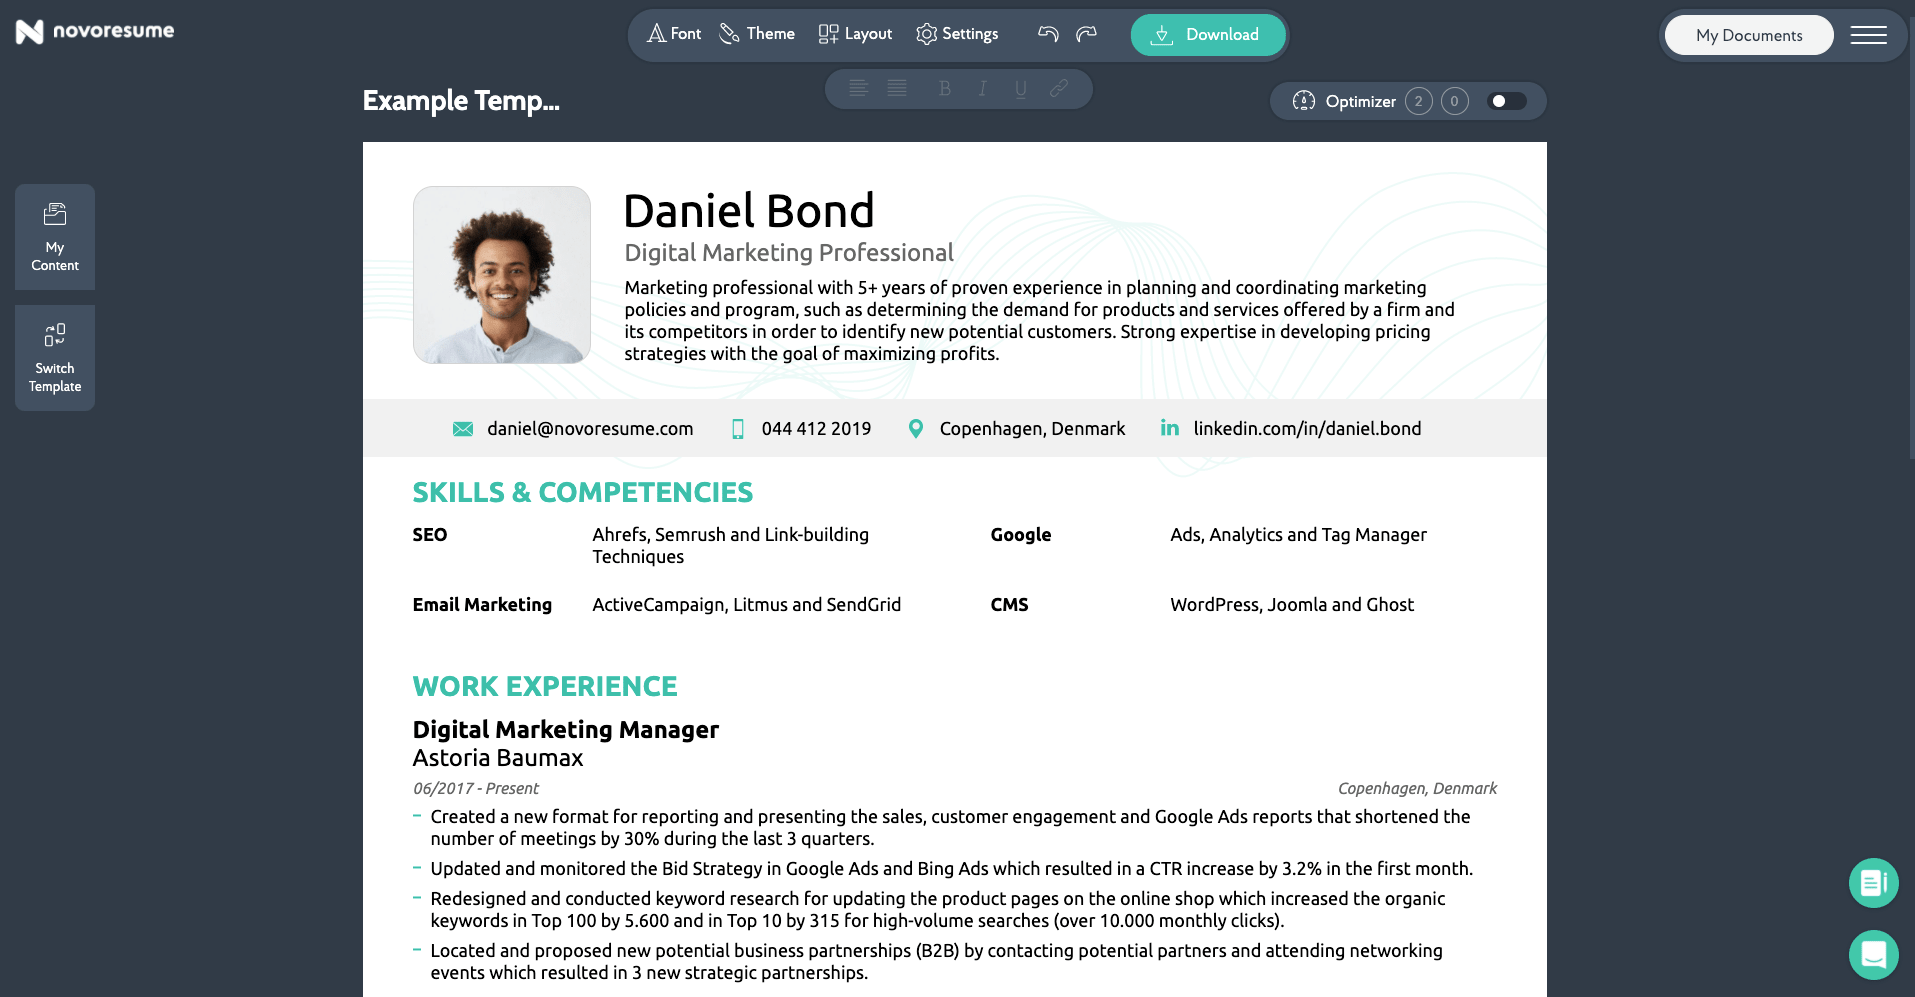 novoresume
Font
Theme
Layout
Settings
Download
My Documents
B I U
Example Temp...
Optimizer 2 0
My
Content
Switch
Template
Daniel Bond
Digital Marketing Professional
Marketing professional with 5+ years of proven experience in planning and coordinating marketing
policies and program, such as determining the demand for products and services offered by a firm and
its competitors in order to identify new potential customers. Strong expertise in developing pricing
strategies with the goal of maximizing profits.
daniel@novoresume.com
044 412 2019
Copenhagen, Denmark
in linkedin.com/in/daniel.bond
SKILLS & COMPETENCIES
SEO
Ahrefs, Semrush and Link-building
Techniques
Google
Ads, Analytics and Tag Manager
Email Marketing
ActiveCampaign, Litmus and SendGrid
CMS
WordPress, Joomla and Ghost
WORK EXPERIENCE
Digital Marketing Manager
Astoria Baumax
06/2017 - Present
Copenhagen, Denmark
– Created a new format for reporting and presenting the sales, customer engagement and Google Ads reports that shortened the
number of meetings by 30% during the last 3 quarters.
– Updated and monitored the Bid Strategy in Google Ads and Bing Ads which resulted in a CTR increase by 3.2% in the first month.
– Redesigned and conducted keyword research for updating the product pages on the online shop which increased the organic
keywords in Top 100 by 5.600 and in Top 10 by 315 for high-volume searches (over 10.000 monthly clicks).
– Located and proposed new potential business partnerships (B2B) by contacting potential partners and attending networking
events which resulted in 3 new strategic partnerships.